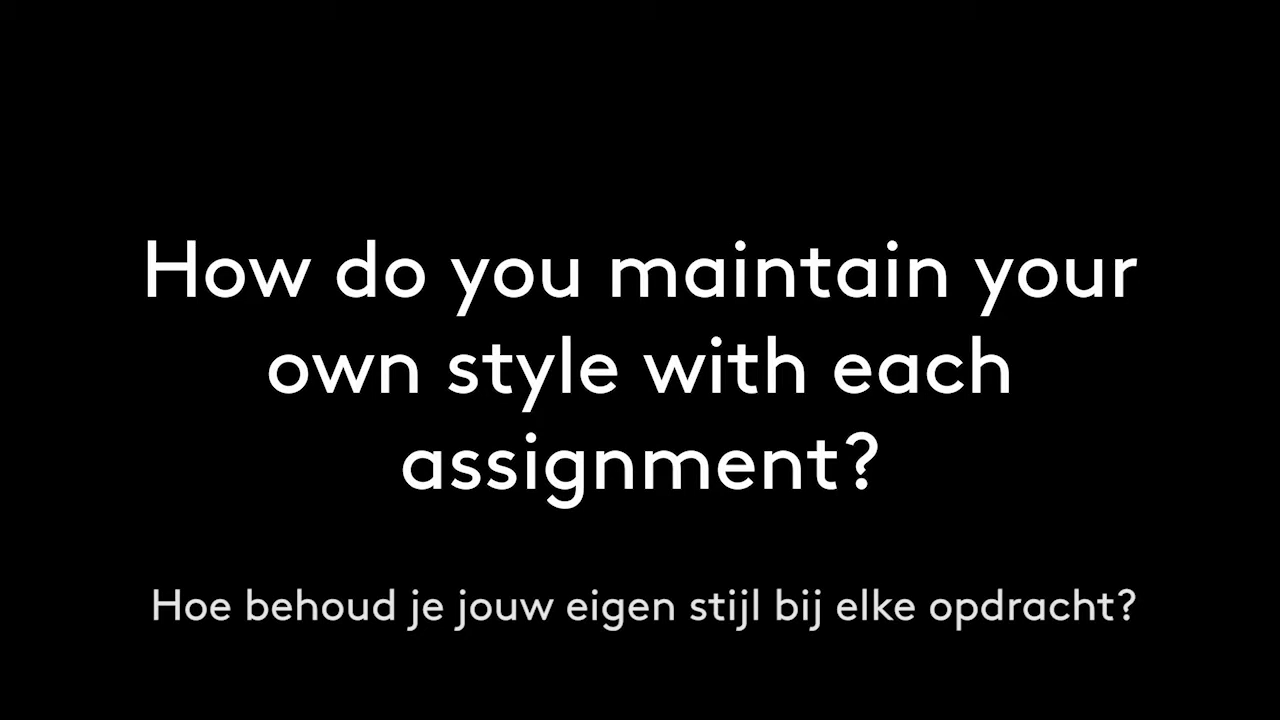 How do you maintain your
own style with each
assignment?
Hoe behoud je jouw eigen stijl bij elke opdracht?